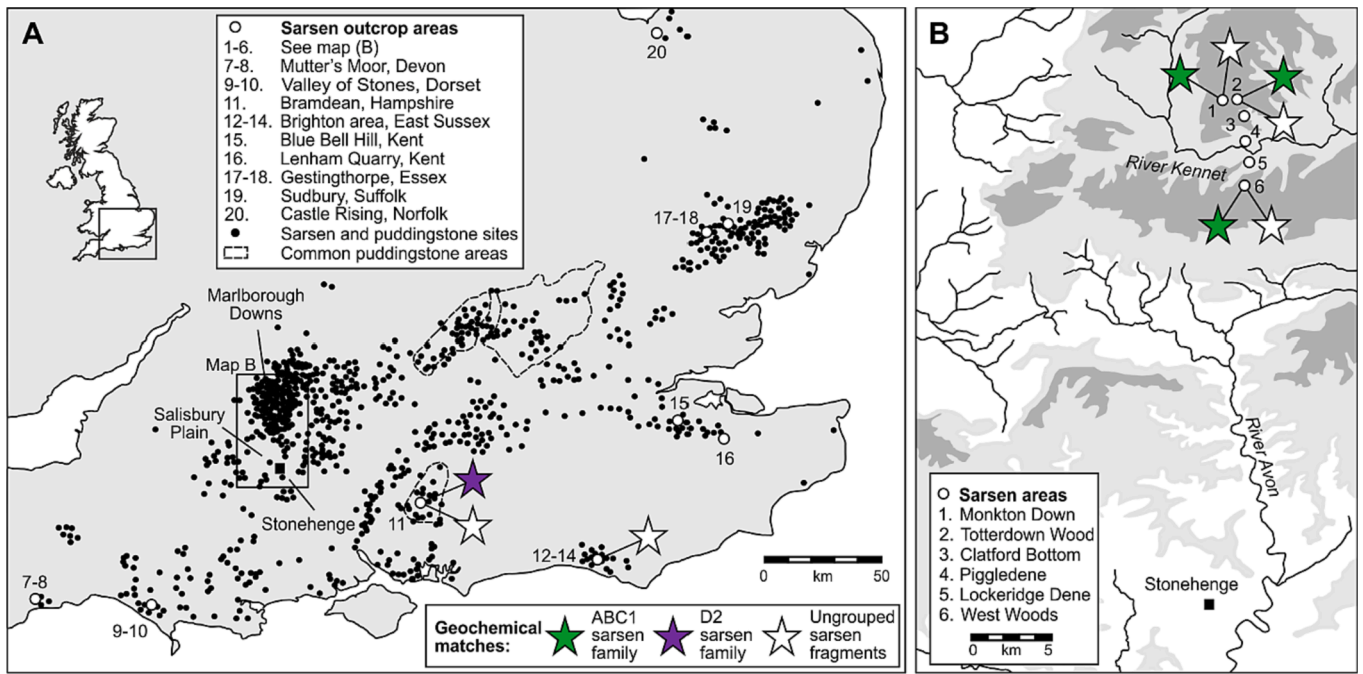 A
Sarsen outcrop areas
1-6. See map (B)
7-8. Mutter's Moor, Devon
9-10. Valley of Stones, Dorset
11. Bramdean, Hampshire
12-14. Brighton area, East Sussex
15. Blue Bell Hill, Kent
16. Lenham Quarry, Kent
17-18. Gestingthorpe, Essex
19. Sudbury, Suffolk
20. Castle Rising, Norfolk
Sarsen and puddingstone sites
Common puddingstone areas
20
17-18
19
Marlborough
Downs
Map B
Salisbury
Plain
Stonehenge
15
16
11
12-14
7-8
9-10
0 km 50
Geochemical
matches:
ABC1
sarsen
family
D2
sarsen
family
Ungrouped
sarsen
fragments
B
1
2
3
4
5
6
River Kennet
River Avon
Stonehenge
Sarsen areas
1. Monkton Down
2. Totterdown Wood
3. Clatford Bottom
4. Piggledene
5. Lockeridge Dene
6. West Woods
0 km 5